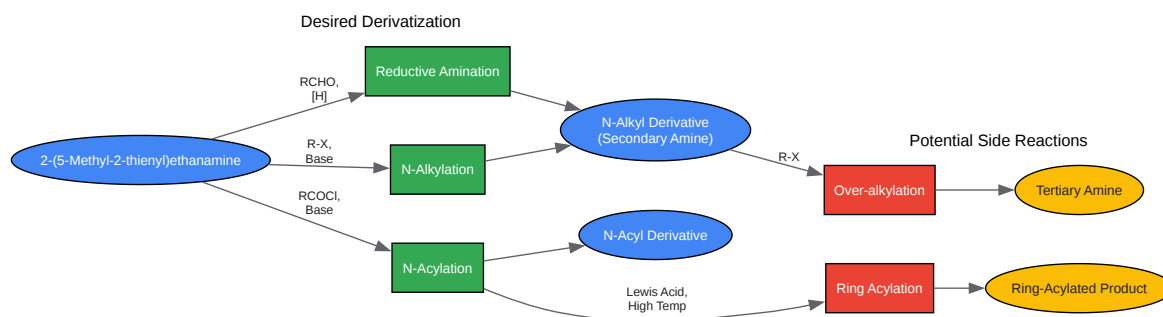 Desired Derivatization
Reductive Amination
RCHO,
[H]
N-Alkyl Derivative
(Secondary Amine)
Potential Side Reactions
2-(5-Methyl-2-thienyl)ethanamine
R-X,
Base
N-Alkylation
R-X
Over-alkylation
Tertiary Amine
RCOCl,
Base
N-Acyl Derivative
N-Acylation
Lewis Acid,
High Temp
Ring Acylation
Ring-Acylated Product